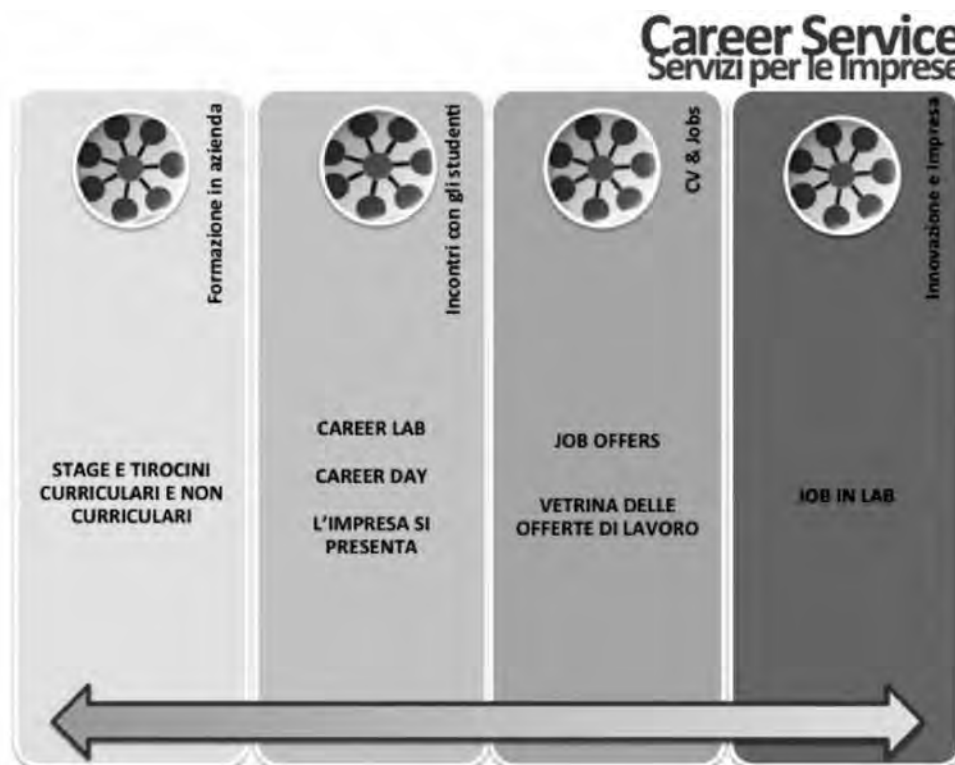 Career Service
Servizi per le Imprese
Formazione in azienda
STAGE E TIROCINI
CURRICULARI E NON
CURRICULARI
Incontri con gli studenti
CAREER LAB
CAREER DAY
L'IMPRESA SI
PRESENTA
CV & Jobs
JOB OFFERS
VETRINA DELLE
OFFERTE DI LAVORO
Innovazione e Impresa
JOB IN LAB